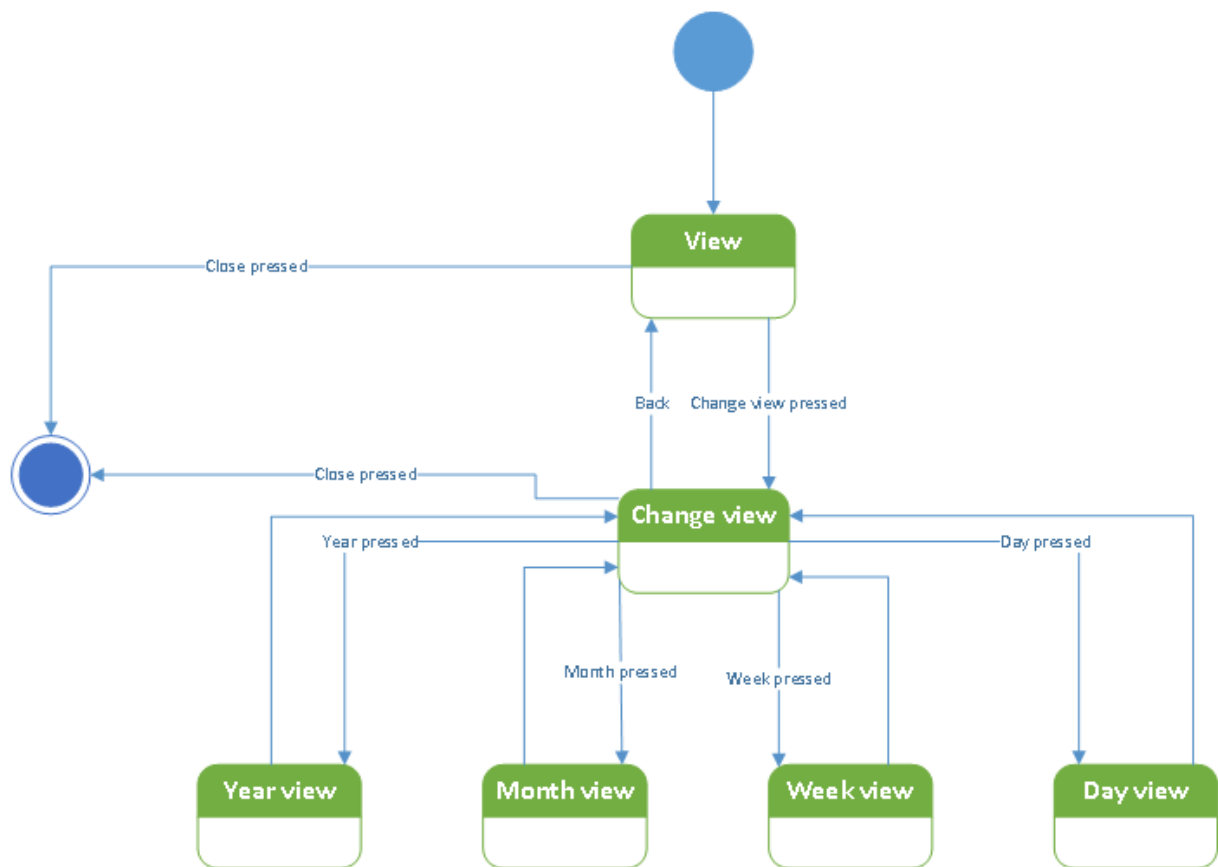 View
Close pressed
Back
Change view pressed
Close pressed
Change view
Year pressed
Day pressed
Month pressed
Week pressed
Year view
Month view
Week view
Day view